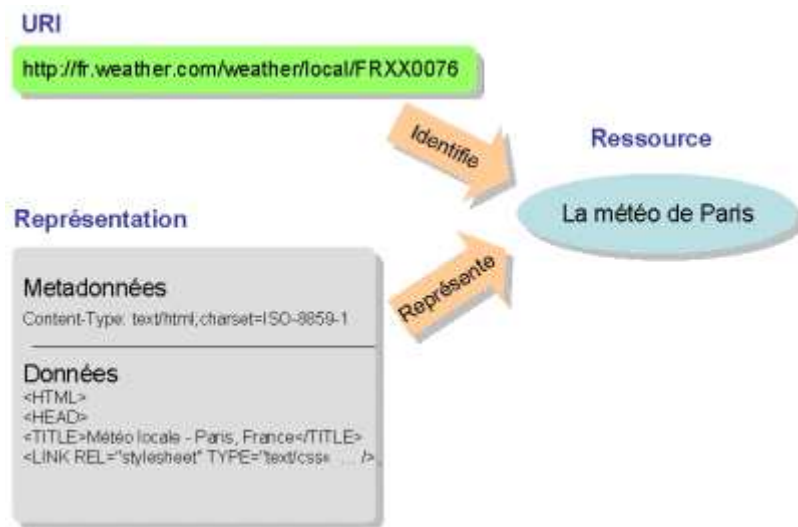 URI
http://fr.weather.com/weather/local/FRXX0076
Identifie
Ressource
La météo de Paris
Représentation
Représente
Metadonnées
Content-Type: text/html,charset=ISO-8859-1
Données
<HTML>
<HEAD>
<TITLE>Météo locale - Paris, France</TITLE>
<LINK REL="stylesheet" TYPE="text/css« ... />